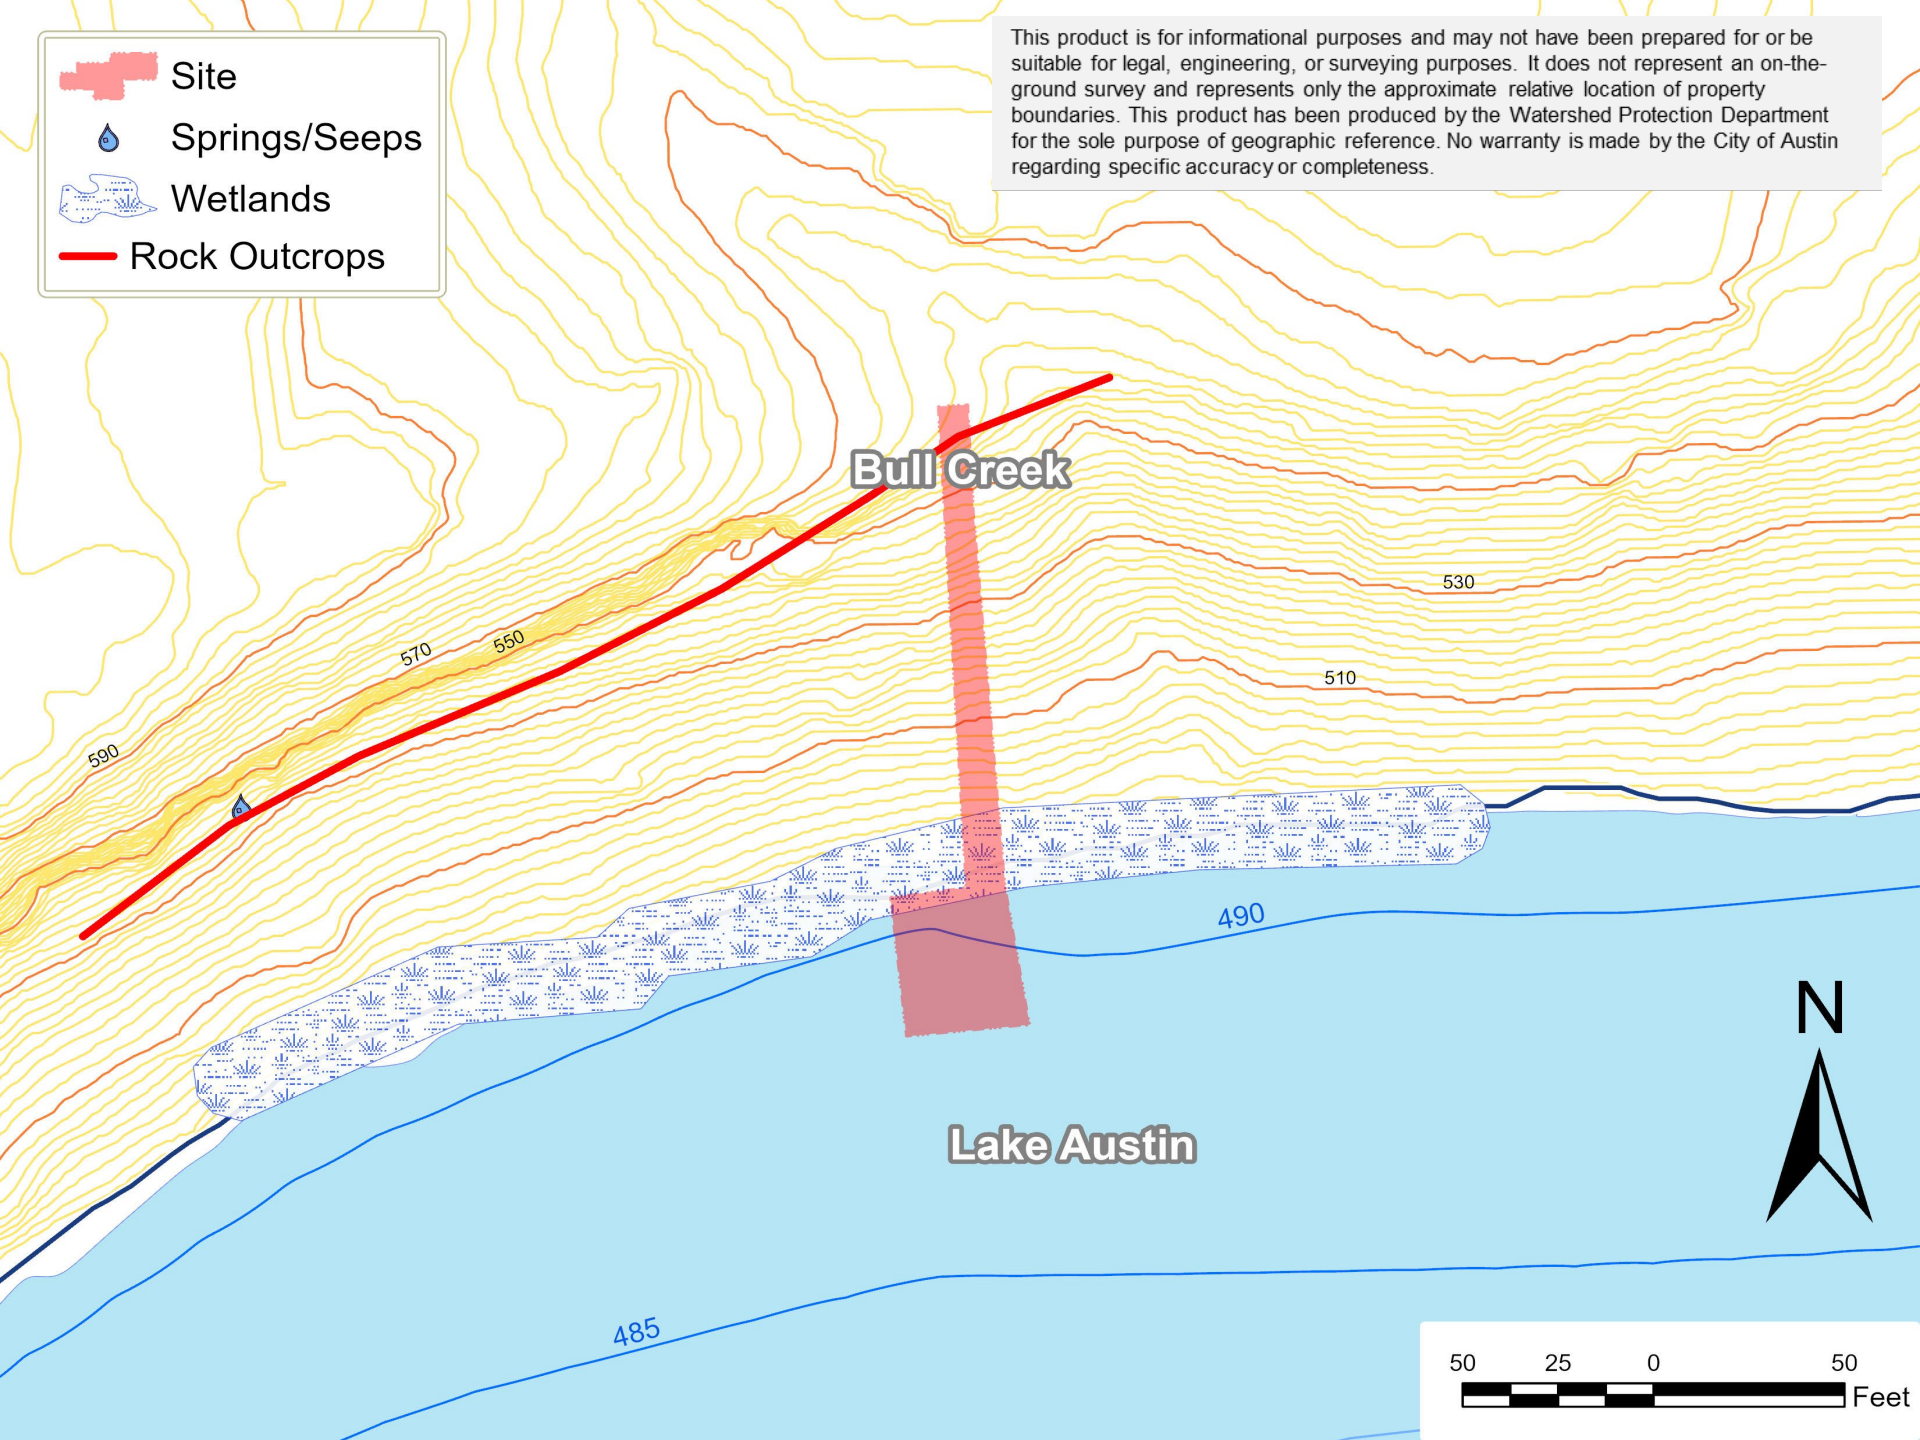 Site
Springs/Seeps
Wetlands
Rock Outcrops
This product is for informational purposes and may not have been prepared for or be
suitable for legal, engineering, or surveying purposes. It does not represent an on-the-
ground survey and represents only the approximate relative location of property
boundaries. This product has been produced by the Watershed Protection Department
for the sole purpose of geographic reference. No warranty is made by the City of Austin
regarding specific accuracy or completeness.
Bull Creek
530
550
570
510
590
490
N
Lake Austin
485
50 25 0 50
Feet